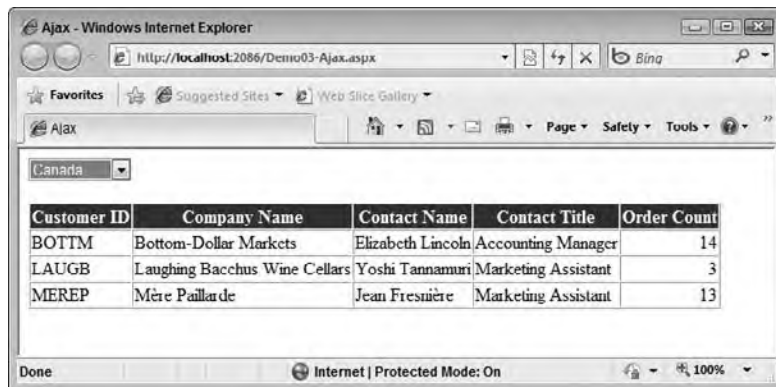 Ajax - Windows Internet Explorer
http://localhost:2086/Demo03-Ajax.aspx
Bing
Favorites
Suggested Sites
Web Slice Gallery
Ajax
Page
Safety
Tools
Canada
Customer ID Company Name Contact Name Contact Title Order Count
BOTTM Bottom-Dollar Markets Elizabeth Lincoln Accounting Manager 14
LAUGB Laughing Bacchus Wine Cellars Yoshi Tannamuri Marketing Assistant 3
MEREP Mère Paillarde Jean Fresnière Marketing Assistant 13
Done
Internet | Protected Mode: On
100%